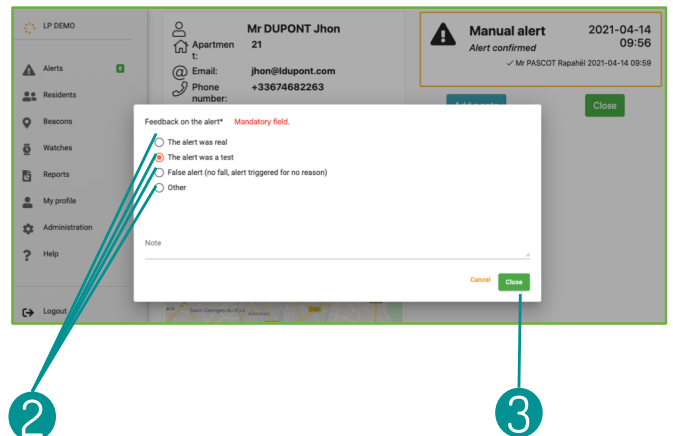 LP DEMO
Alerts 6
Residents
Beacons
Watches
Reports
My profile
Administration
Help
Logout
Mr DUPONT Jhon
Apartmen
t:
21
Email: jhon@ldupont.com
Phone
number:
+33674682263
Manual alert
Alert confirmed
2021-04-14
09:56
✓ Mr PASCOT Raphaël 2021-04-14 09:59
Add a note
Close
Feedback on the alert* Mandatory field.
The alert was real
The alert was a test
False alert (no fall, alert triggered for no reason)
Other
Note
Cancel Close
2
3